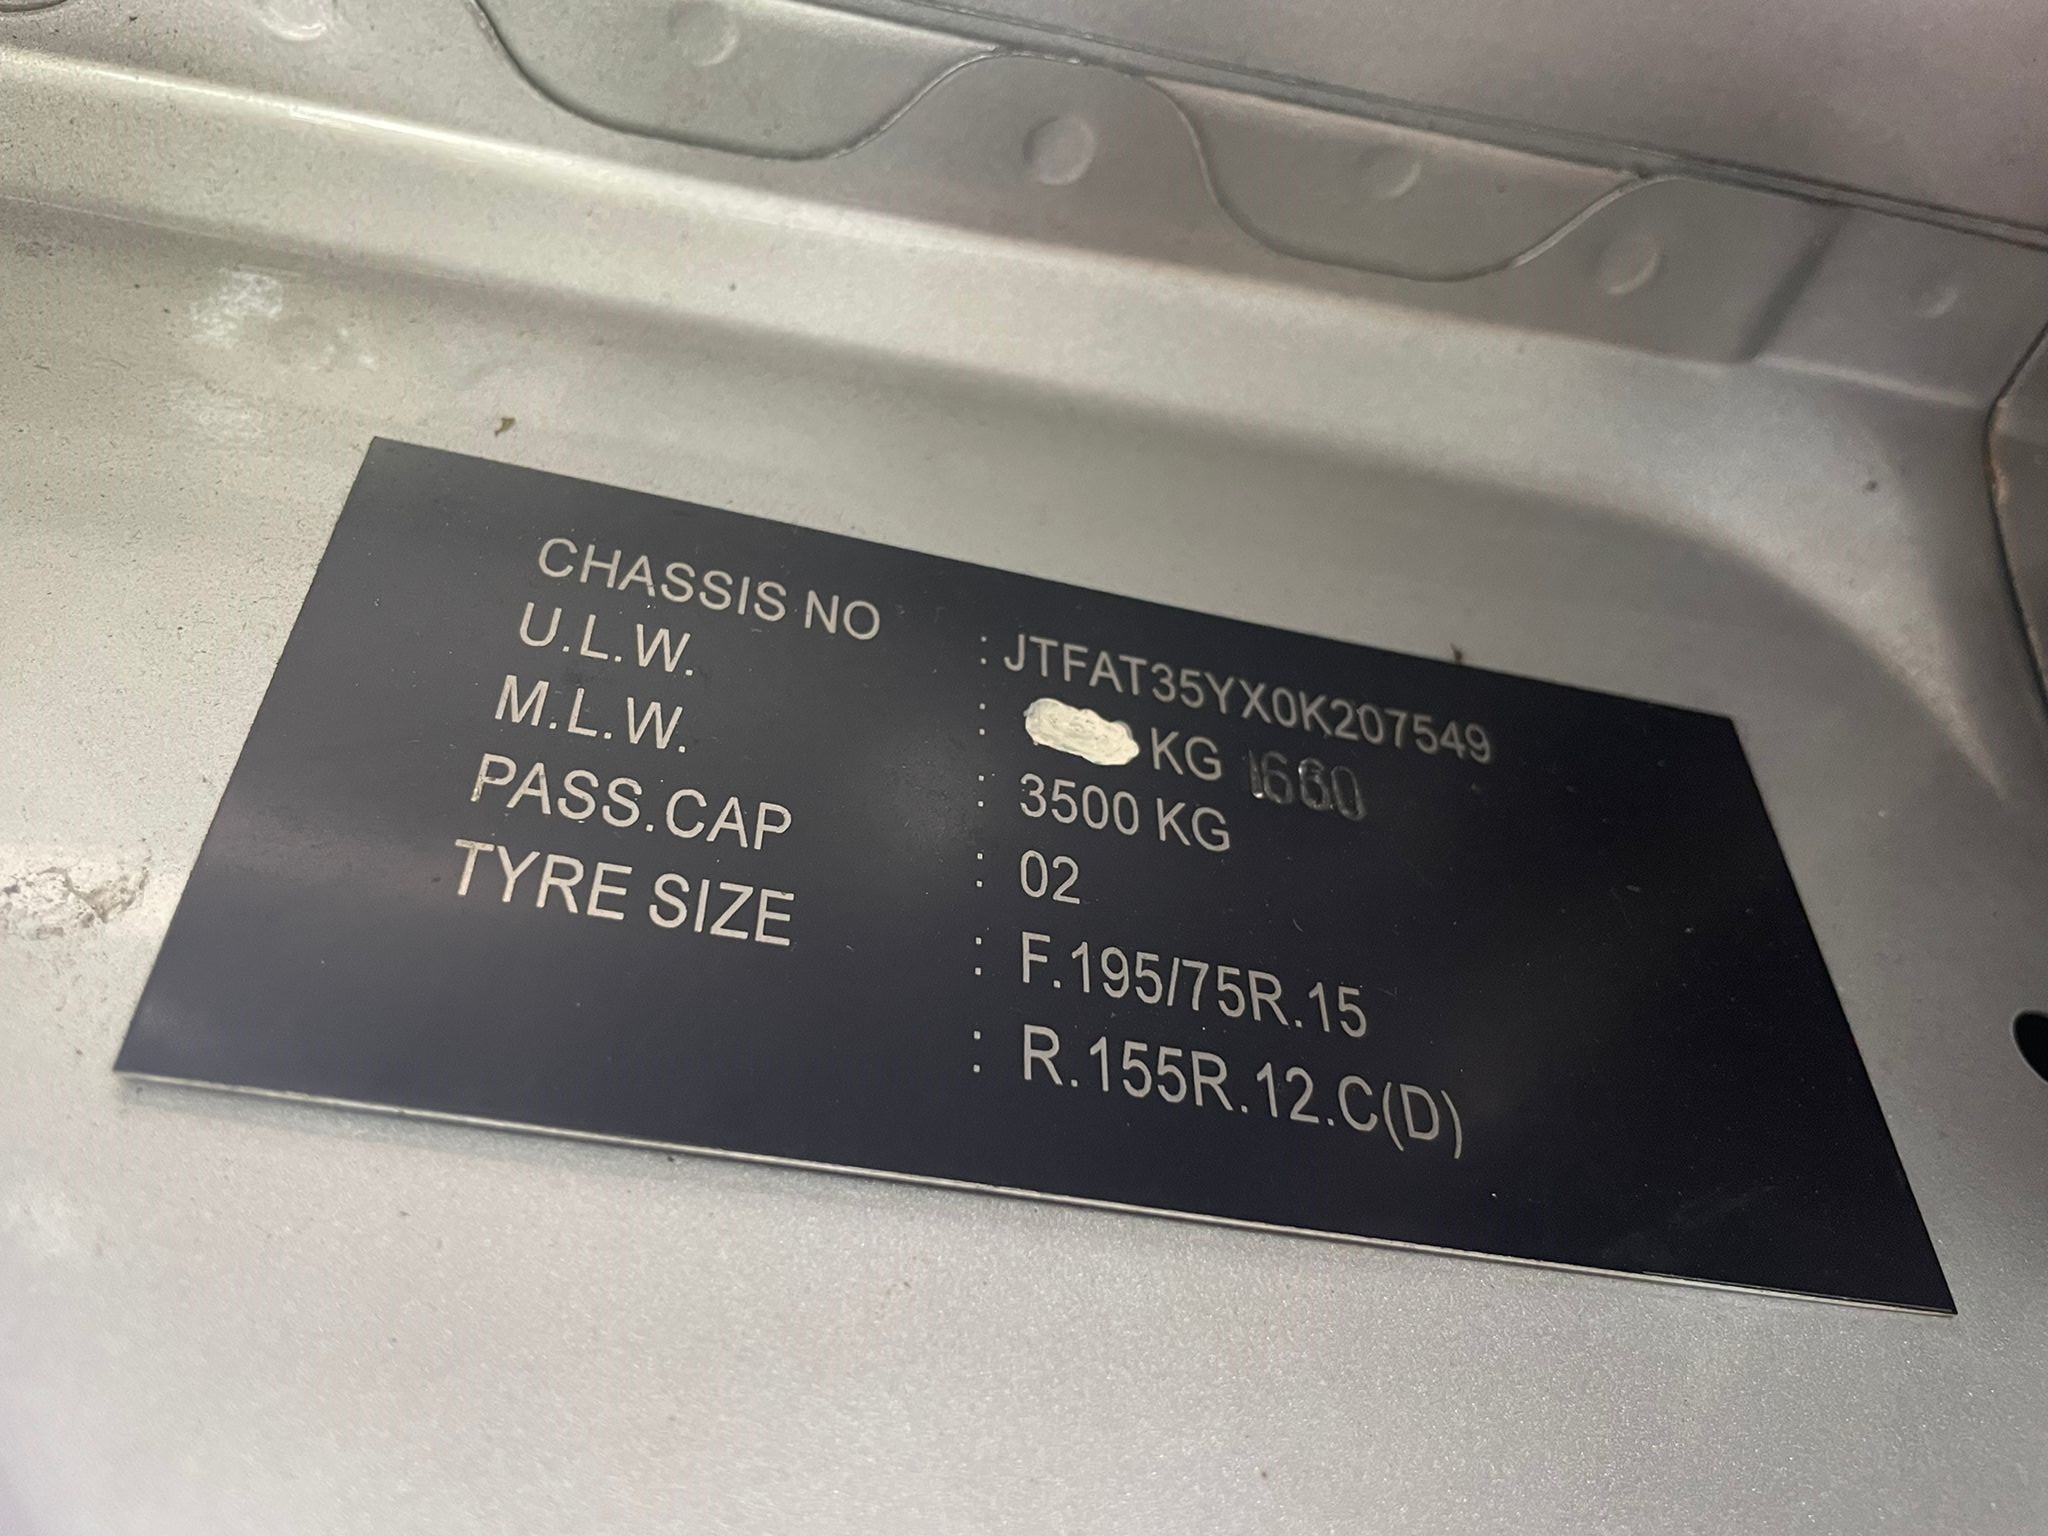 CHASSIS NO : JTFAT35YX0K207549
U.L.W. : KG 1660
M.L.W. : 3500 KG
PASS.CAP : 02
TYRE SIZE : F.195/75R.15
: R.155R.12.C(D)